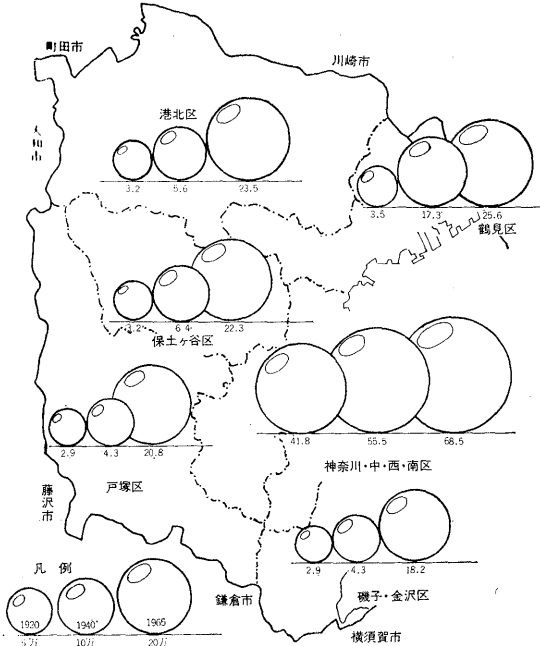 町田市
川崎市
大和市
港北区
3.2 5.6 23.5
3.5 17.3 25.6
鶴見区
3.2 6.4 22.3
保土ヶ谷区
2.9 4.3 20.8
41.8 55.5 68.5
神奈川・中・西・南区
戸塚区
藤沢市
2.9 4.3 18.2
凡 例
鎌倉市
磯子・金沢区
横須賀市
1920 1940 1965
5万 10万 20万